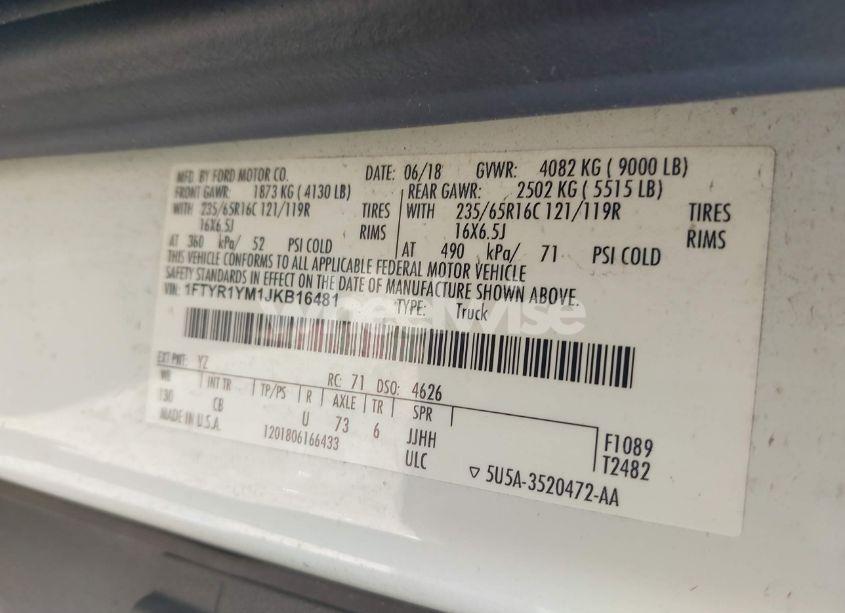 MFD. BY FORD MOTOR CO. DATE: 06/18 GVWR: 4082 KG ( 9000 LB)
FRONT GAWR: 1873 KG ( 4130 LB) REAR GAWR: 2502 KG ( 5515 LB)
WITH 235/65R16C 121/119R TIRES WITH 235/65R16C 121/119R TIRES
16X6.5J RIMS 16X6.5J RIMS
AT 360 kPa/ 52 PSI COLD AT 490 kPa/ 71 PSI COLD
THIS VEHICLE CONFORMS TO ALL APPLICABLE FEDERAL MOTOR VEHICLE
SAFETY STANDARDS IN EFFECT ON THE DATE OF MANUFACTURE SHOWN ABOVE.
VIN: 1FTYR1YM1JKB16481 TYPE: Truck
wheelwise
EXT PNT: YZ RC: 71 DSO: 4626
WB INT TR TP/PS R AXLE TR SPR
130 CB U 73 6 JJHH F1089
MADE IN U.S.A. 1201806166433 ULC T2482
5U5A-3520472-AA